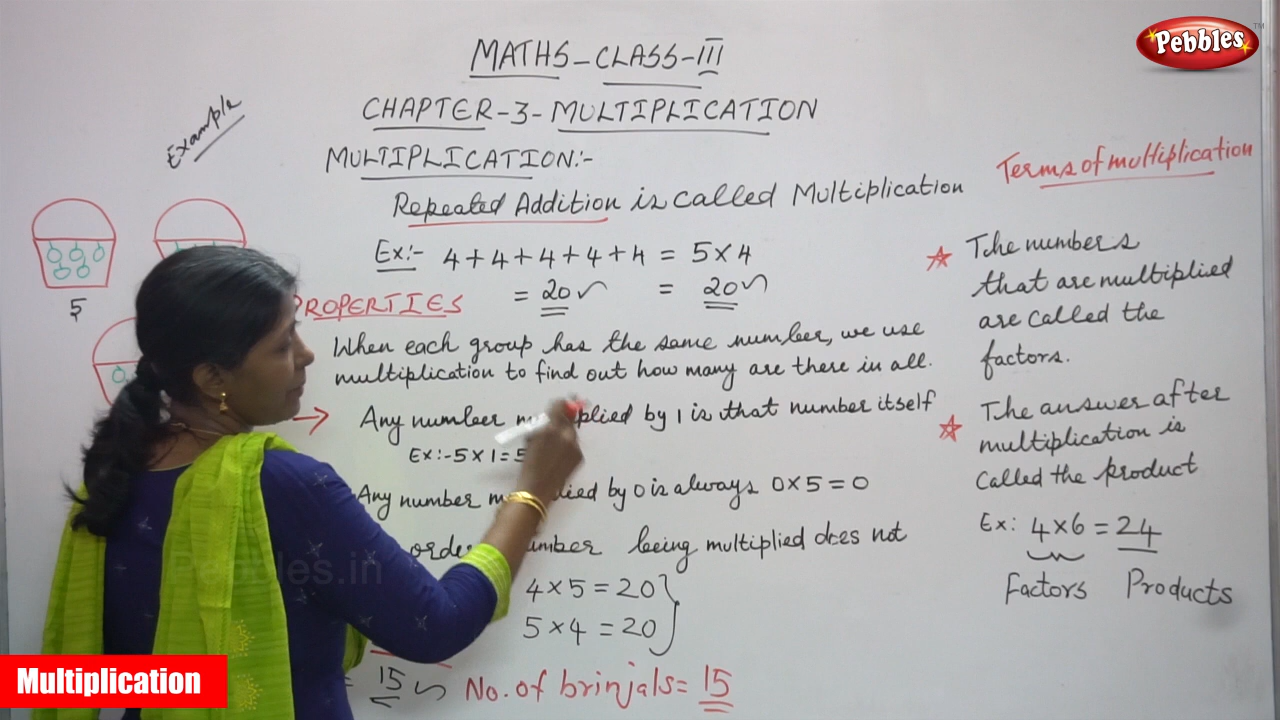 Pebbles
TM
MATHS-CLASS-III
CHAPTER-3-MULTIPLICATION
Example
MULTIPLICATION:-
Repeated Addition is called Multiplication
Ex:- 4+4+4+4+4 = 5×4
= 20 = 20
5
PROPERTIES
When each group has the same number, we use
multiplication to find out how many are there in all.
→ Any number by 1 is that number itself
Ex:-5×1=5
Any number by 0 is always 0×5=0
being multiplied does not
4×5=20
5×4=20
15 No. of brinjals=15
Terms of multiplication
The numbers
that are multiplied
are called the
factors.
The answer after
multiplication is
called the product
Ex: 4×6=24
Factors Products
Pebbles.in
Multiplication